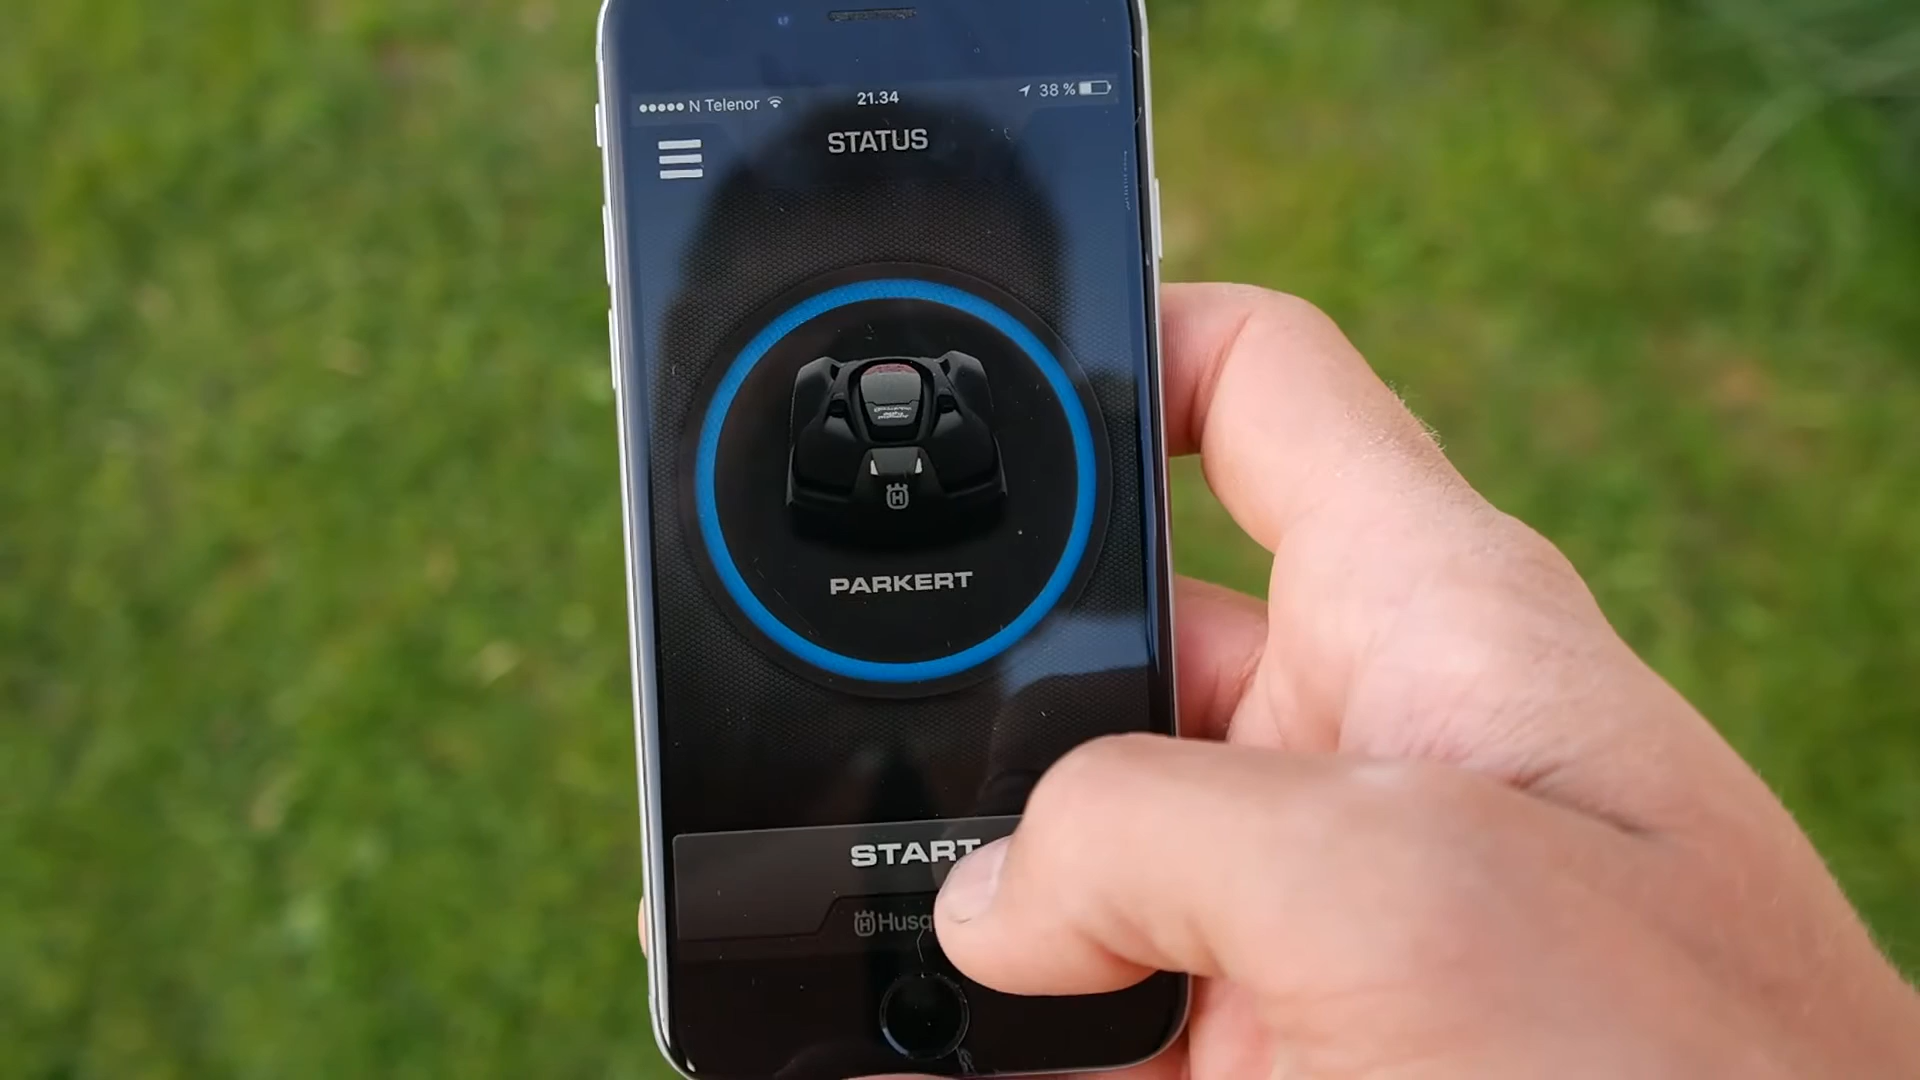 N Telenor 21.34 38 %
STATUS
PARKERT
START
Husq